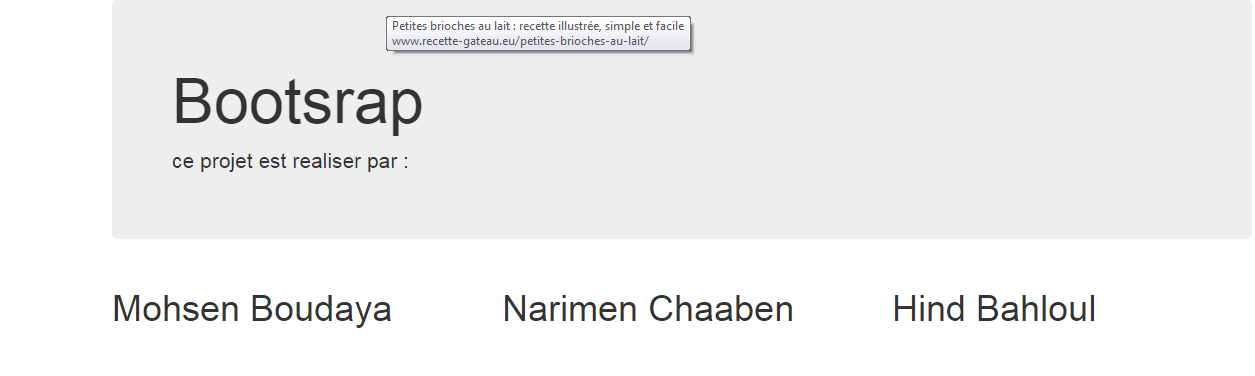 Petites brioches au lait : recette illustrée, simple et facile
www.recette-gateau.eu/petites-brioches-au-lait/
Bootsrap
ce projet est realiser par :
Mohsen Boudaya
Narimen Chaaben
Hind Bahloul